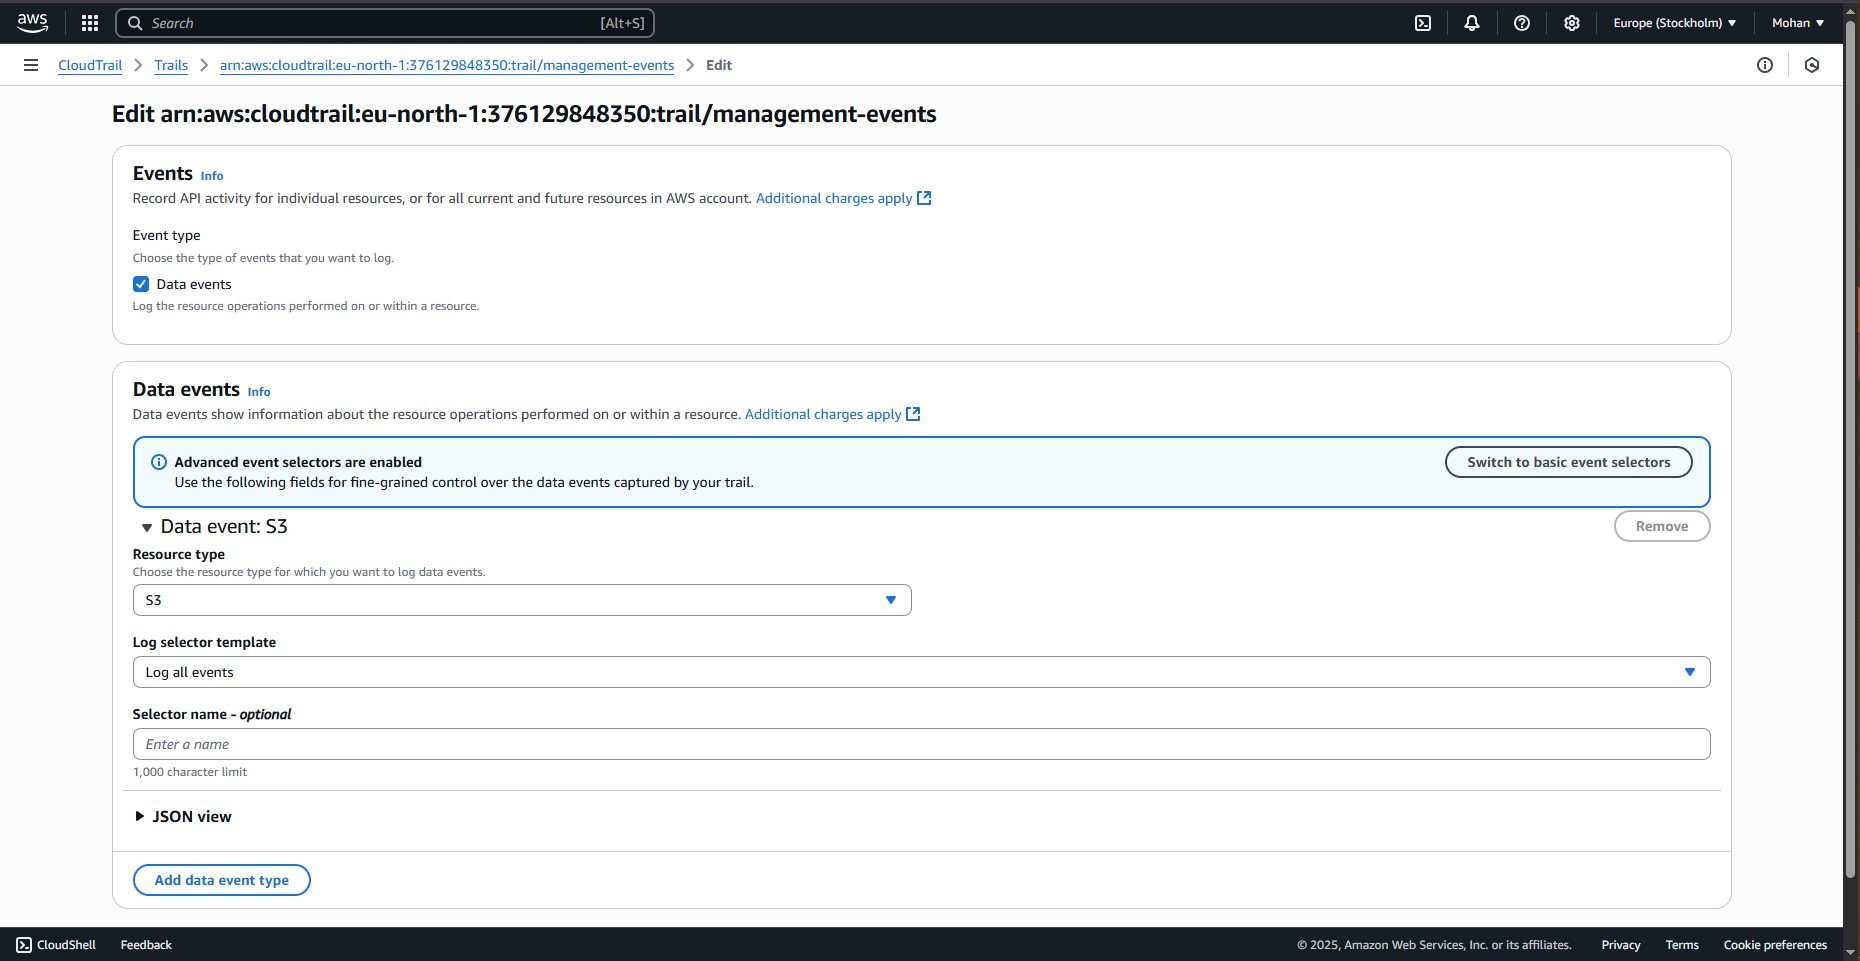 aws
Search
[Alt+S]
Europe (Stockholm)
Mohan
CloudTrail
Trails
arn:aws:cloudtrail:eu-north-1:376129848350:trail/management-events
Edit
Edit arn:aws:cloudtrail:eu-north-1:376129848350:trail/management-events
Events Info
Record API activity for individual resources, or for all current and future resources in AWS account. Additional charges apply
Event type
Choose the type of events that you want to log.
Data events
Log the resource operations performed on or within a resource.
Data events Info
Data events show information about the resource operations performed on or within a resource. Additional charges apply
Advanced event selectors are enabled
Use the following fields for fine-grained control over the data events captured by your trail.
Switch to basic event selectors
Data event: S3
Remove
Resource type
Choose the resource type for which you want to log data events.
S3
Log selector template
Log all events
Selector name - optional
Enter a name
1,000 character limit
JSON view
Add data event type
CloudShell
Feedback
© 2025, Amazon Web Services, Inc. or its affiliates.
Privacy
Terms
Cookie preferences